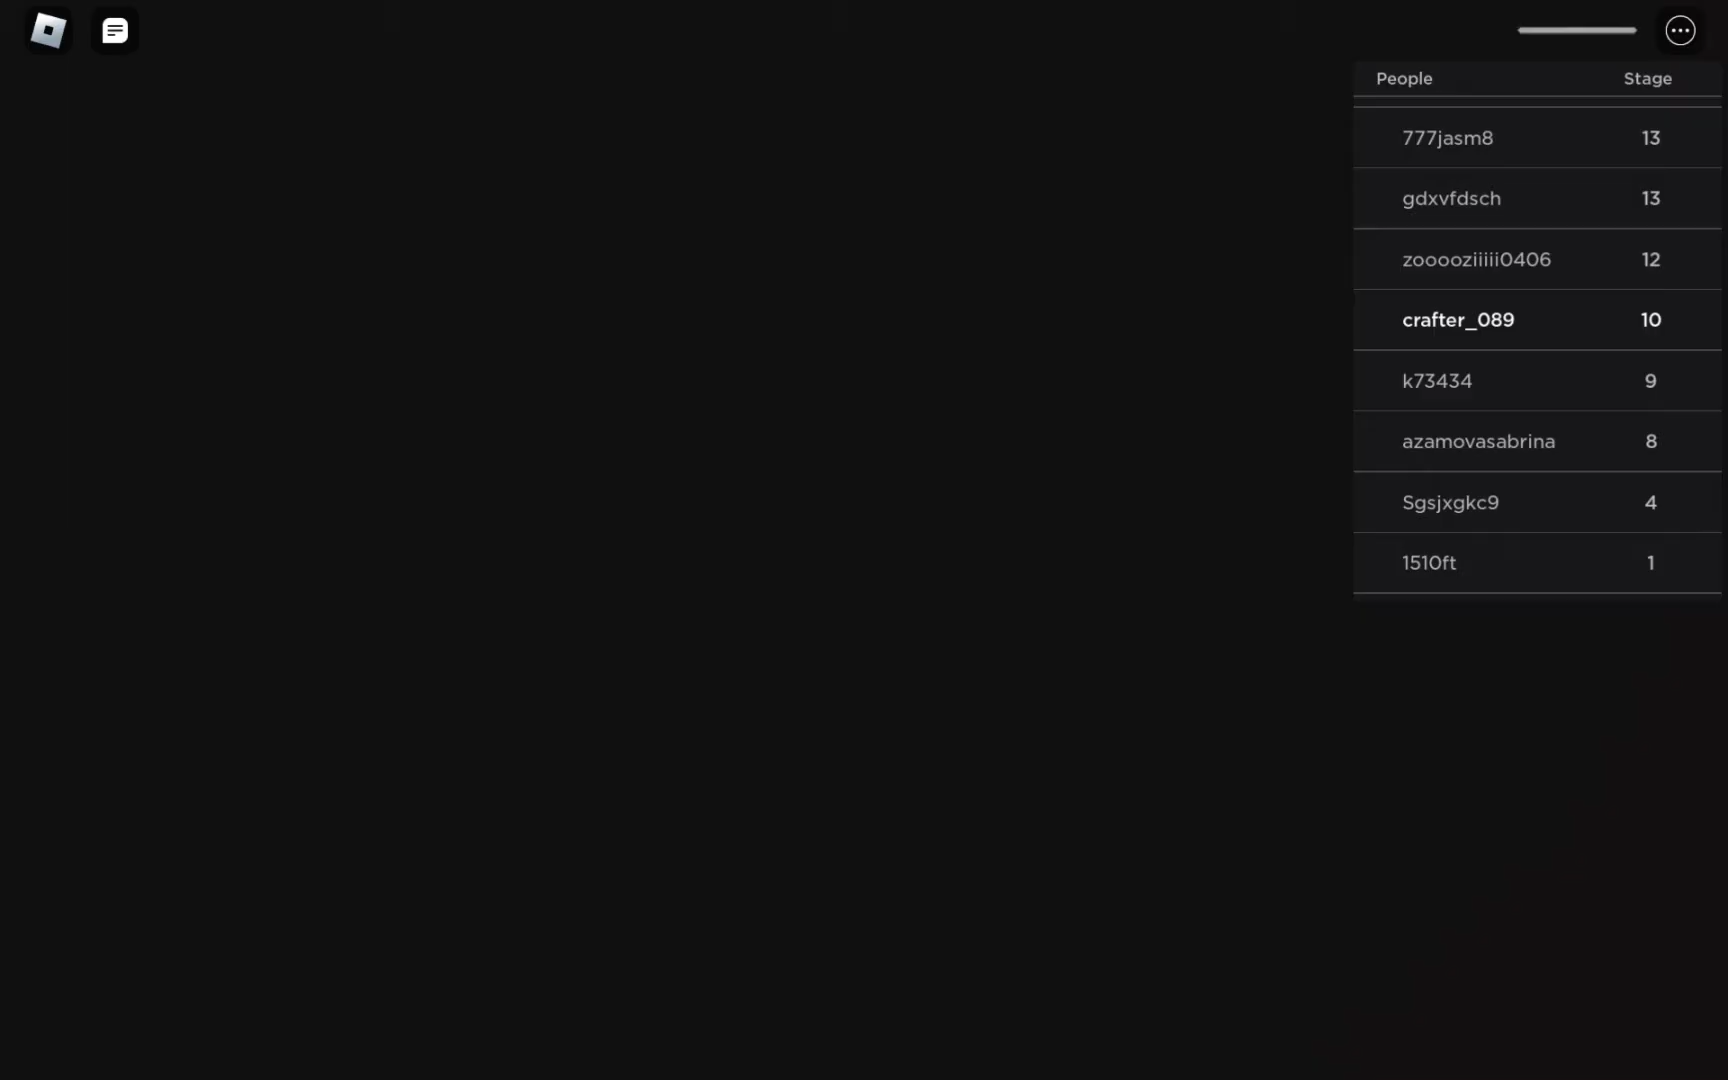 People Stage
777jasm8 13
gdxvfdsch 13
zooooziiiii0406 12
crafter_089 10
k73434 9
azamovasabrina 8
Sgsjxgkc9 4
1510ft 1